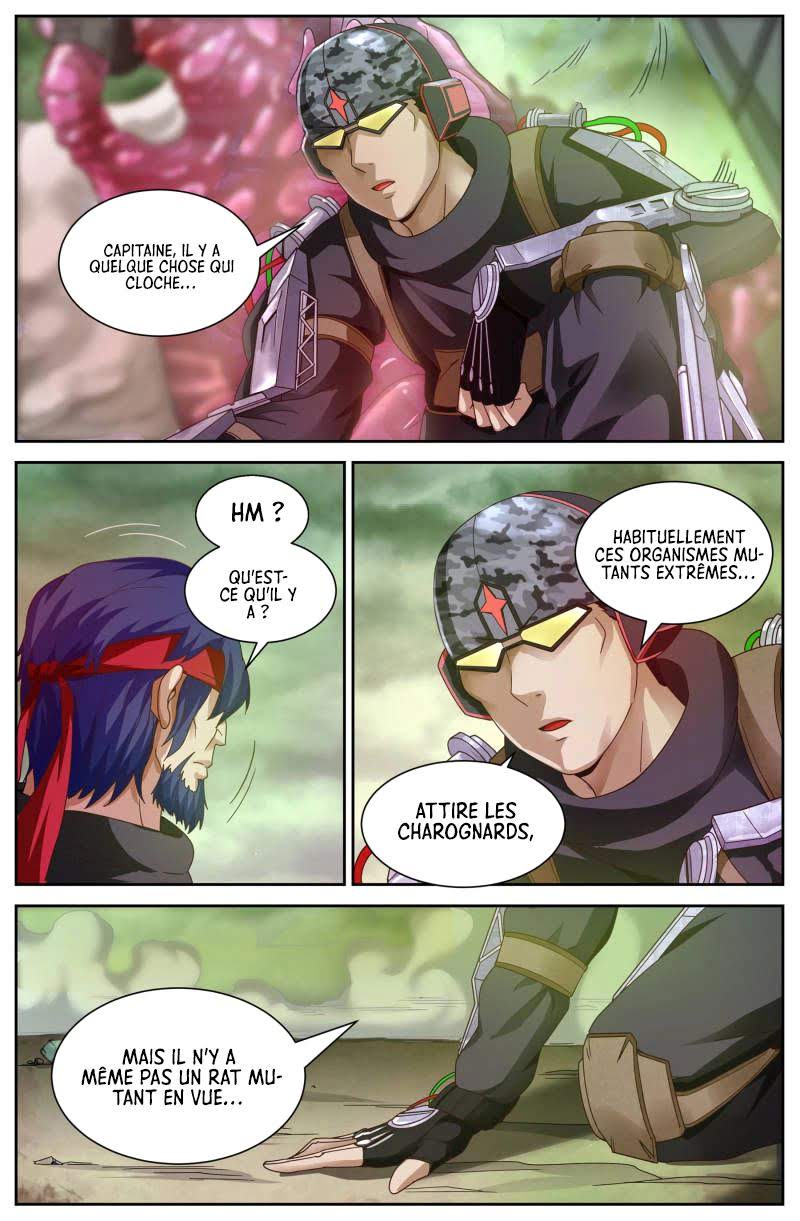 CAPITAINE, IL Y A
QUELQUE CHOSE QUI
CLOCHE...
HM ?
QU'EST-
CE QU'IL Y
A ?
HABITUELLEMENT
CES ORGANISMES MU-
TANTS EXTRÊMES...
ATTIRE LES
CHAROGNARDS,
MAIS IL N'Y A
MÊME PAS UN RAT MU-
TANT EN VUE...